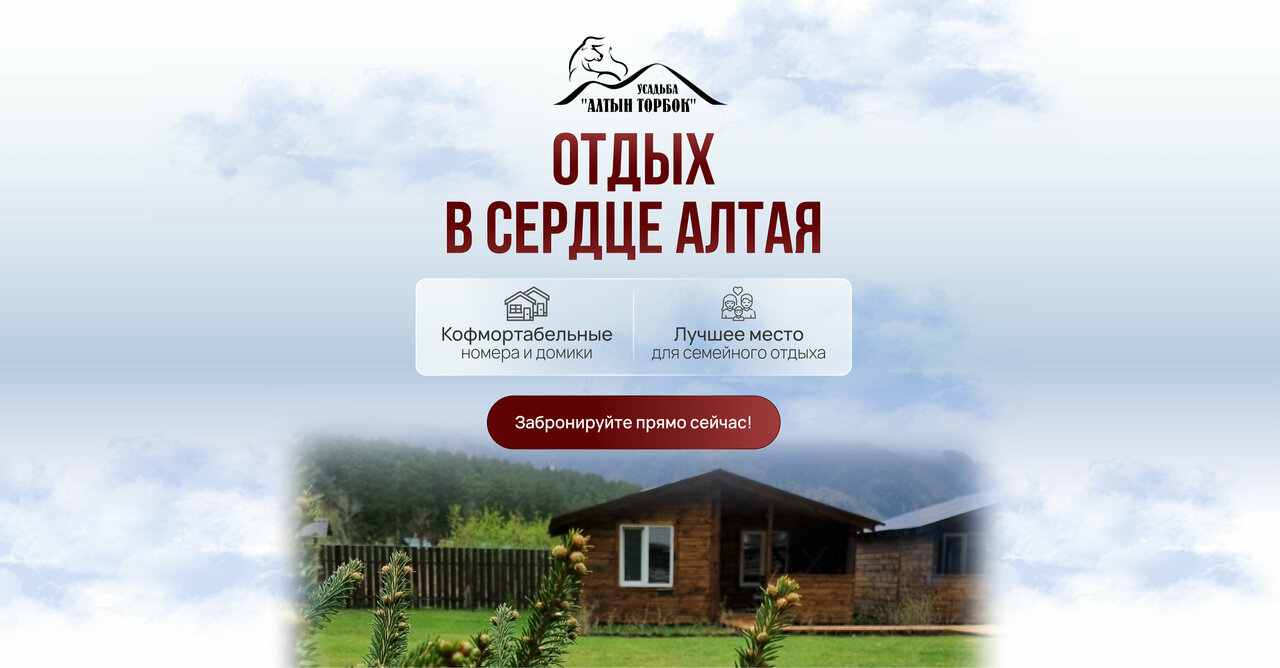 УСАДЬБА
"АЛТЫН ТОРБОК"
ОТДЫХ
В СЕРДЦЕ АЛТАЯ
Кофмортабельные
номера и домики
Лучшее место
для семейного отдыха
Забронируйте прямо сейчас!